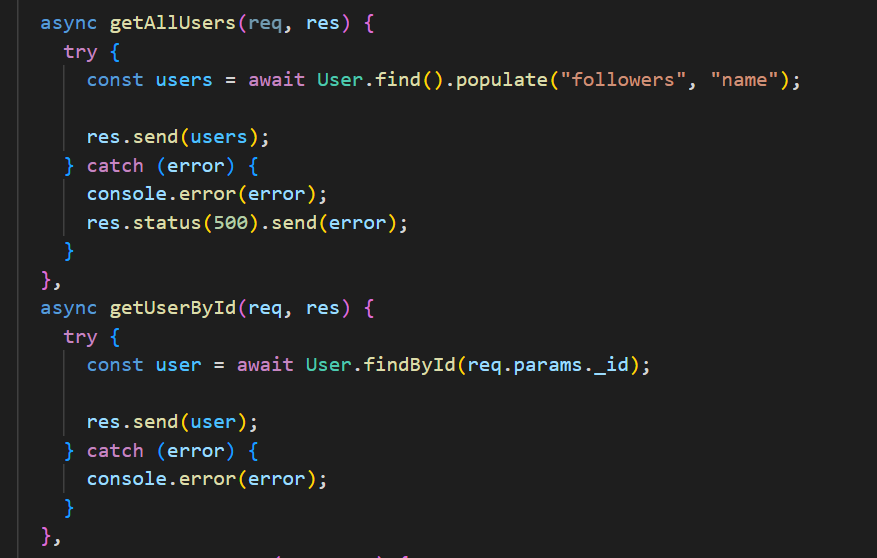 async getAllUsers(req, res) {
try {
const users = await User.find().populate("followers", "name");
res.send(users);
} catch (error) {
console.error(error);
res.status(500).send(error);
}
},
async getUserById(req, res) {
try {
const user = await User.findById(req.params._id);
res.send(user);
} catch (error) {
console.error(error);
}
},